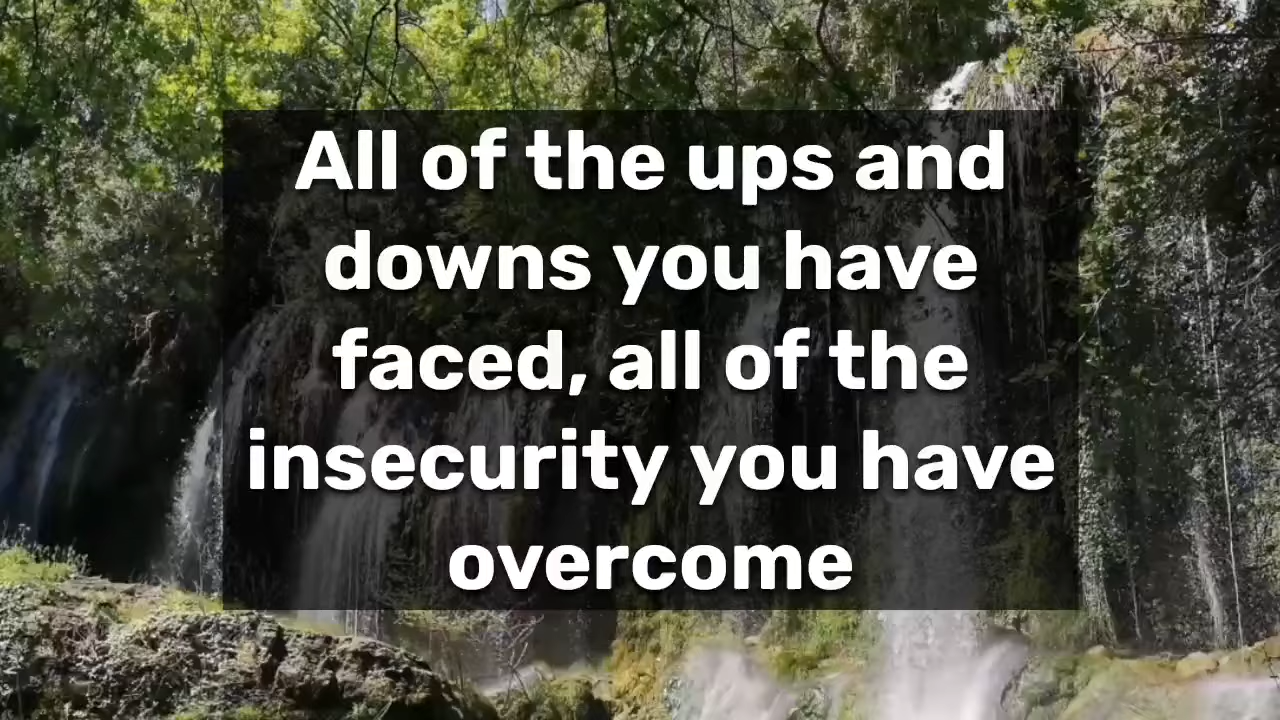 All of the ups and
downs you have
faced, all of the
insecurity you have
overcome